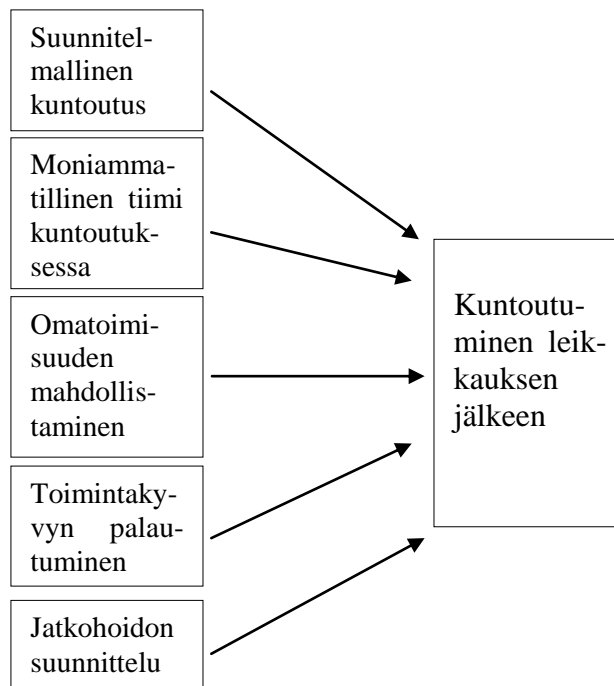 Suunnitel-
mallinen
kuntoutus
Moniamma-
tillinen tiimi
kuntoutuk-
sessa
Omatoimi-
suuden
mahdollis-
taminen
Toimintaky-
vyn palau-
tuminen
Jatkohoidon
suunnittelu
Kuntoutu-
minen leik-
kauksen
jälkeen